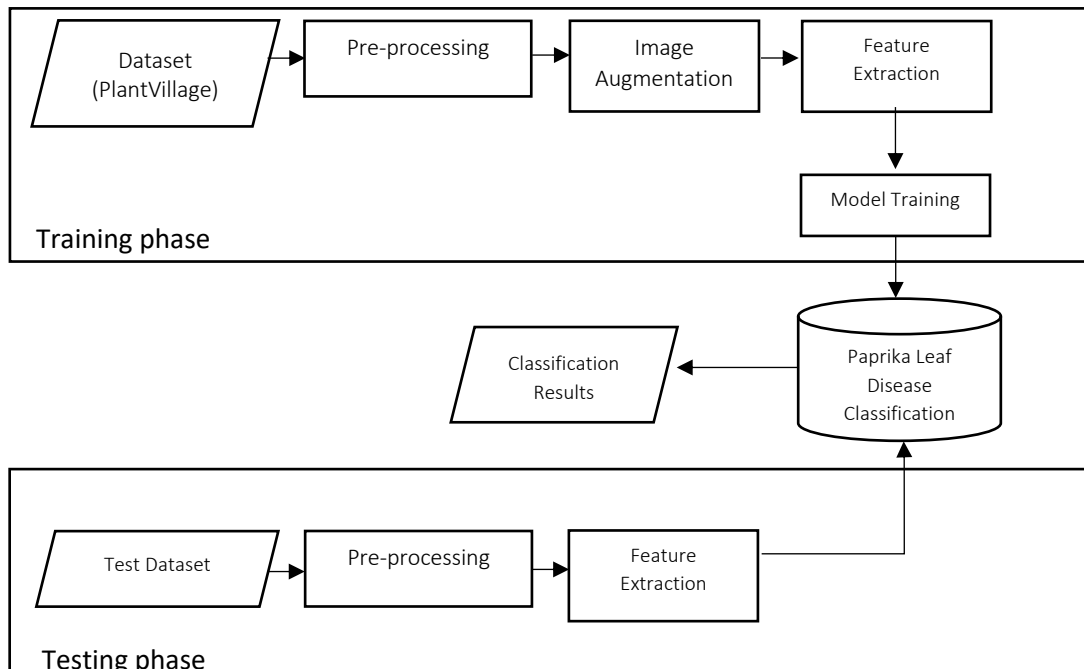 Dataset
(PlantVillage)
Pre-processing
Image
Augmentation
Feature
Extraction
Model Training
Training phase
Paprika Leaf
Disease
Classification
Classification
Results
Test Dataset
Pre-processing
Feature
Extraction
Testing phase